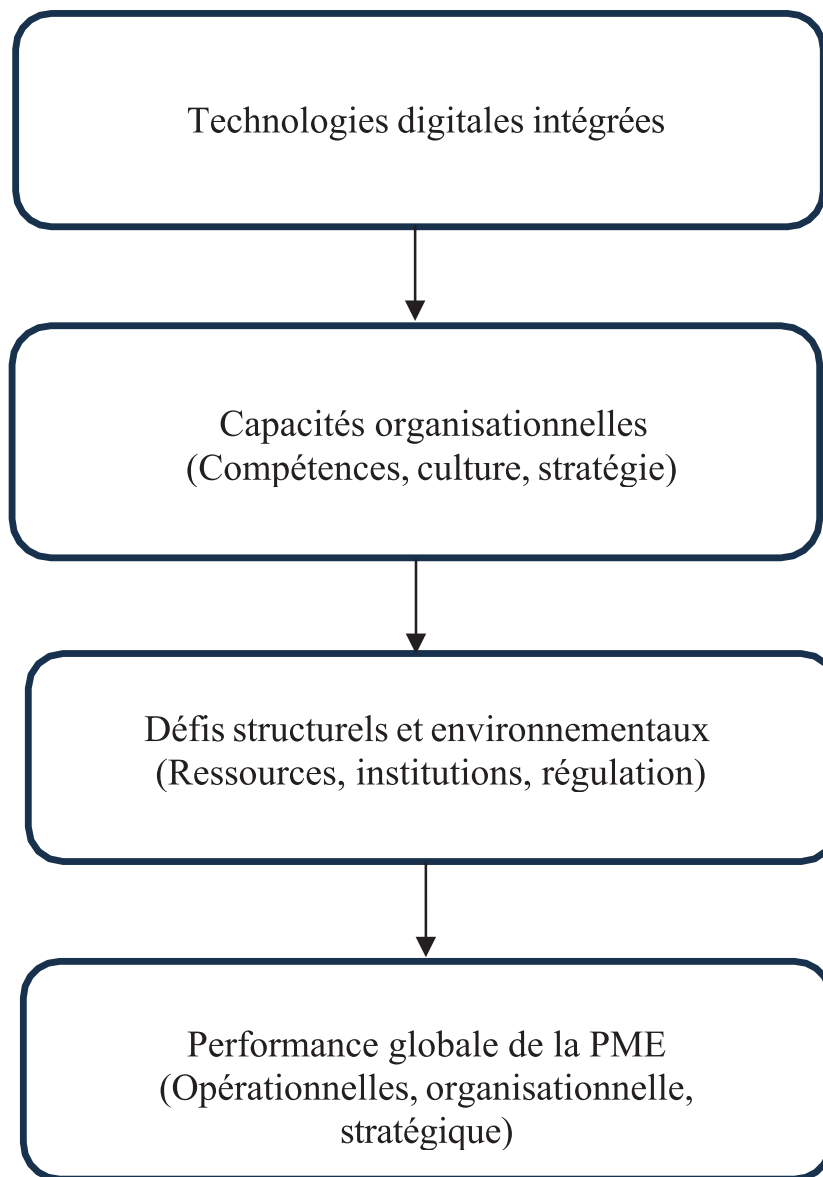 Technologies digitales intégrées
Capacités organisationnelles
(Compétences, culture, stratégie)
Défis structurels et environnementaux
(Ressources, institutions, régulation)
Performance globale de la PME
(Opérationnelles, organisationnelle,
stratégique)